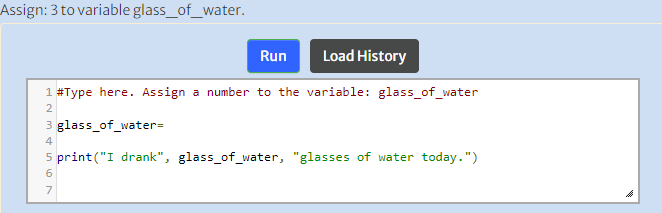 Assign: 3 to variable glass_of_water.
Run Load History
1 #Type here. Assign a number to the variable: glass_of_water
2
3 glass_of_water=
4
5 print("I drank", glass_of_water, "glasses of water today.")
6
7